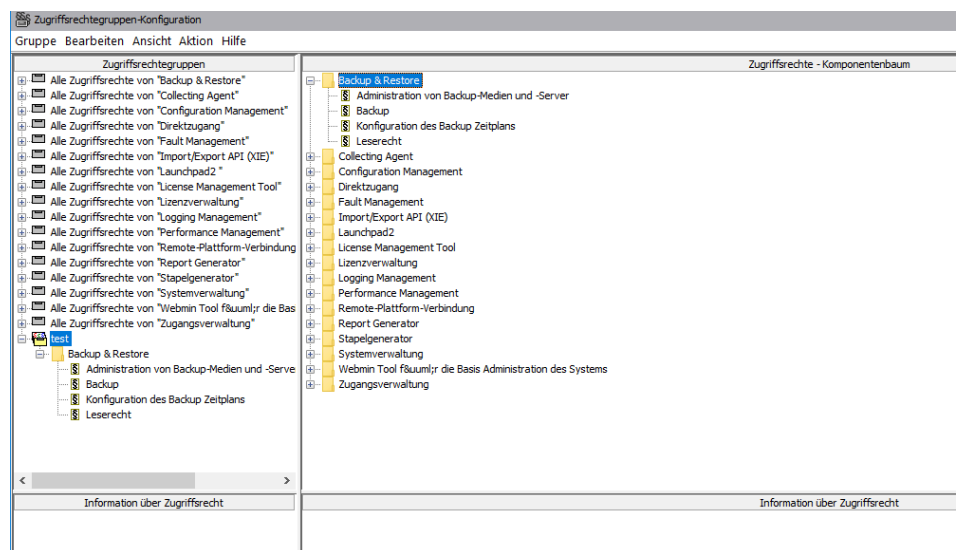 Zugriffsrechtegruppen-Konfiguration
Gruppe Bearbeiten Ansicht Aktion Hilfe
Zugriffsrechtegruppen
Alle Zugriffsrechte von "Backup & Restore"
Alle Zugriffsrechte von "Collecting Agent"
Alle Zugriffsrechte von "Configuration Management"
Alle Zugriffsrechte von "Direktzugang"
Alle Zugriffsrechte von "Fault Management"
Alle Zugriffsrechte von "Import/Export API (XIE)"
Alle Zugriffsrechte von "Launchpad2 "
Alle Zugriffsrechte von "License Management Tool"
Alle Zugriffsrechte von "Lizenzverwaltung"
Alle Zugriffsrechte von "Logging Management"
Alle Zugriffsrechte von "Performance Management"
Alle Zugriffsrechte von "Remote-Plattform-Verbindung
Alle Zugriffsrechte von "Report Generator"
Alle Zugriffsrechte von "Stapelgenerator"
Alle Zugriffsrechte von "Systemverwaltung"
Alle Zugriffsrechte von "Webmin Tool f&uuml;r die Bas
Alle Zugriffsrechte von "Zugangsverwaltung"
test
Backup & Restore
§ Administration von Backup-Medien und -Serve
§ Backup
§ Konfiguration des Backup Zeitplans
§ Leserecht
Information über Zugriffsrecht
Zugriffsrechte - Komponentenbaum
Backup & Restore
§ Administration von Backup-Medien und -Server
§ Backup
§ Konfiguration des Backup Zeitplans
§ Leserecht
Collecting Agent
Configuration Management
Direktzugang
Fault Management
Import/Export API (XIE)
Launchpad2
License Management Tool
Lizenzverwaltung
Logging Management
Performance Management
Remote-Plattform-Verbindung
Report Generator
Stapelgenerator
Systemverwaltung
Webmin Tool f&uuml;r die Basis Administration des Systems
Zugangsverwaltung
Information über Zugriffsrecht